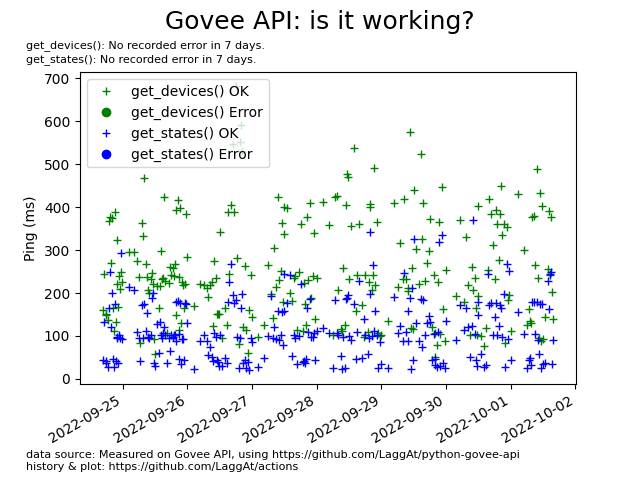 Govee API: is it working?
get_devices(): No recorded error in 7 days.
get_states(): No recorded error in 7 days.
700
600
500
400
300
200
100
0
Ping (ms)
get_devices() OK
get_devices() Error
get_states() OK
get_states() Error
2022-09-25
2022-09-26
2022-09-27
2022-09-28
2022-09-29
2022-09-30
2022-10-01
2022-10-02
data source: Measured on Govee API, using https://github.com/LaggAt/python-govee-api
history & plot: https://github.com/LaggAt/actions